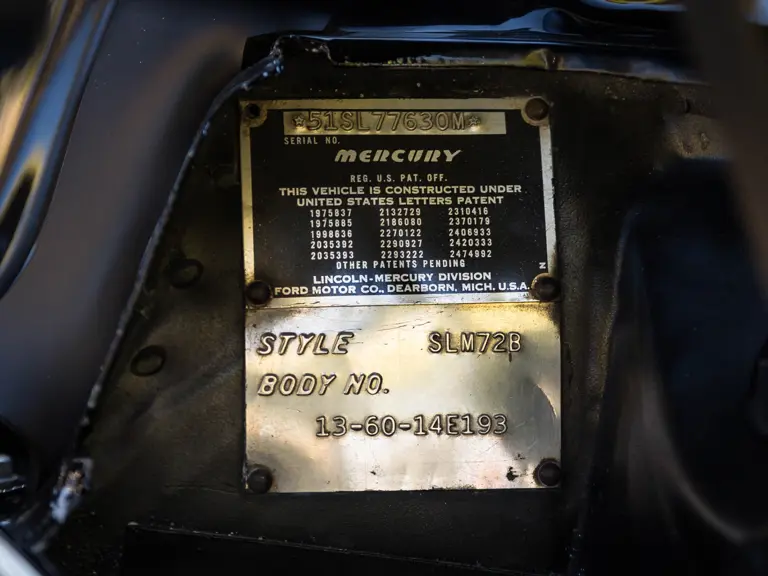 ★51SL77630M★
SERIAL NO.
MERCURY
REG. U.S. PAT. OFF.
THIS VEHICLE IS CONSTRUCTED UNDER
UNITED STATES LETTERS PATENT
1975837 2132729 2310416
1975885 2186080 2370179
1998636 2270122 2406933
2035392 2290927 2420333
2035393 2293222 2474992
OTHER PATENTS PENDING
LINCOLN-MERCURY DIVISION
N
FORD MOTOR CO., DEARBORN, MICH. U.S.A.
STYLE SLM72B
BODY NO.
13-60-14E193